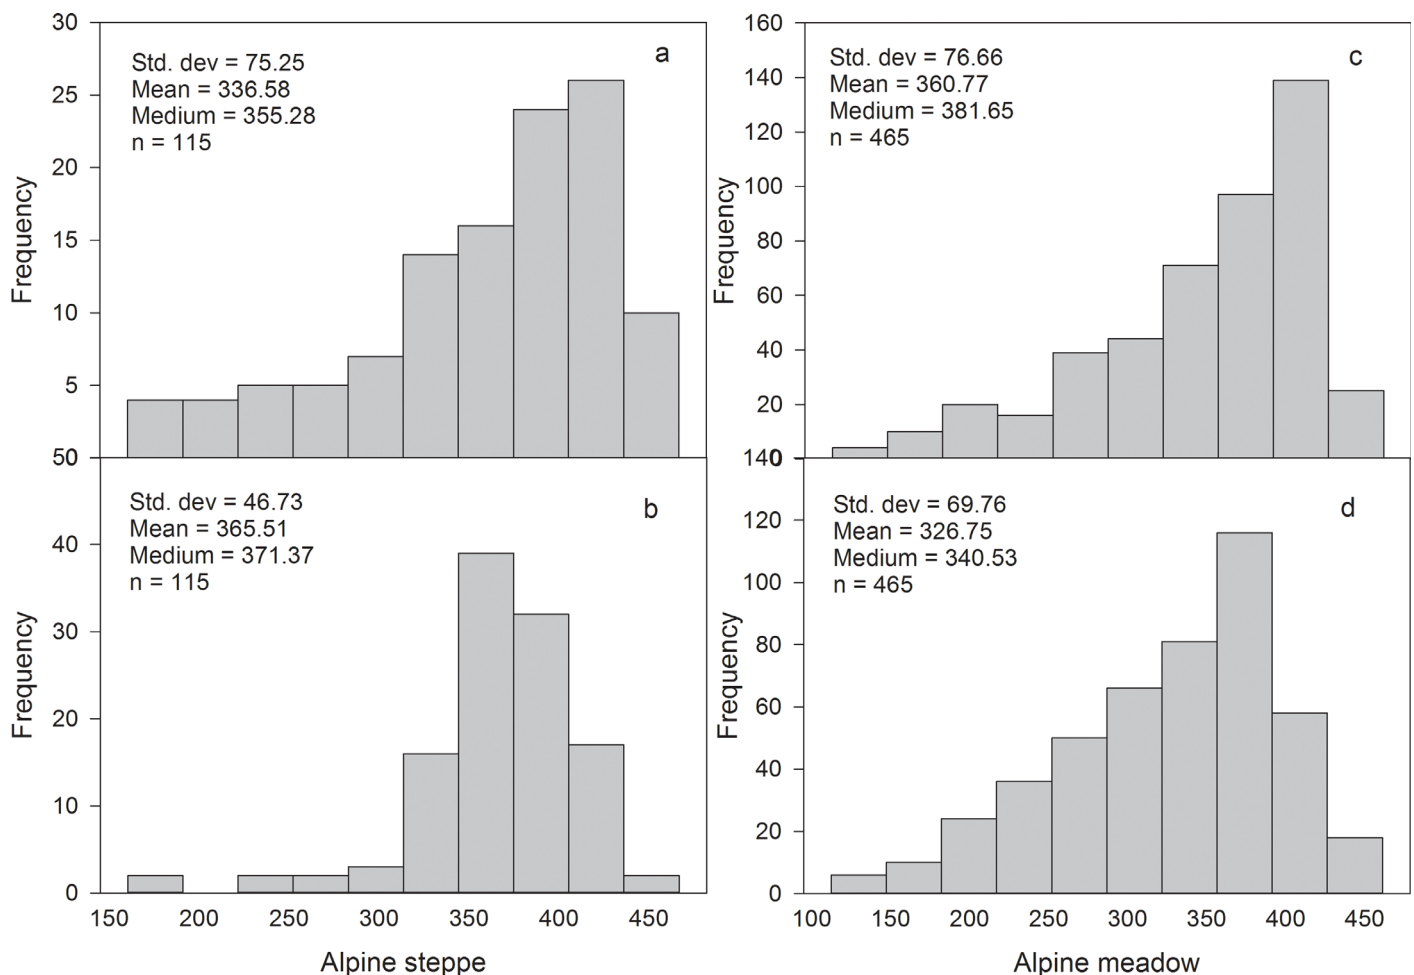 30
25
20
15
10
5
50
Frequency
Std. dev = 75.25
Mean = 336.58
Medium = 355.28
n = 115
a
160
140
120
100
80
60
40
20
0
Frequency
Std. dev = 76.66
Mean = 360.77
Medium = 381.65
n = 465
c
40
30
20
10
0
Frequency
Std. dev = 46.73
Mean = 365.51
Medium = 371.37
n = 115
b
150 200 250 300 350 400 450
Alpine steppe
140
120
100
80
60
40
20
0
Frequency
Std. dev = 69.76
Mean = 326.75
Medium = 340.53
n = 465
d
100 150 200 250 300 350 400 450
Alpine meadow